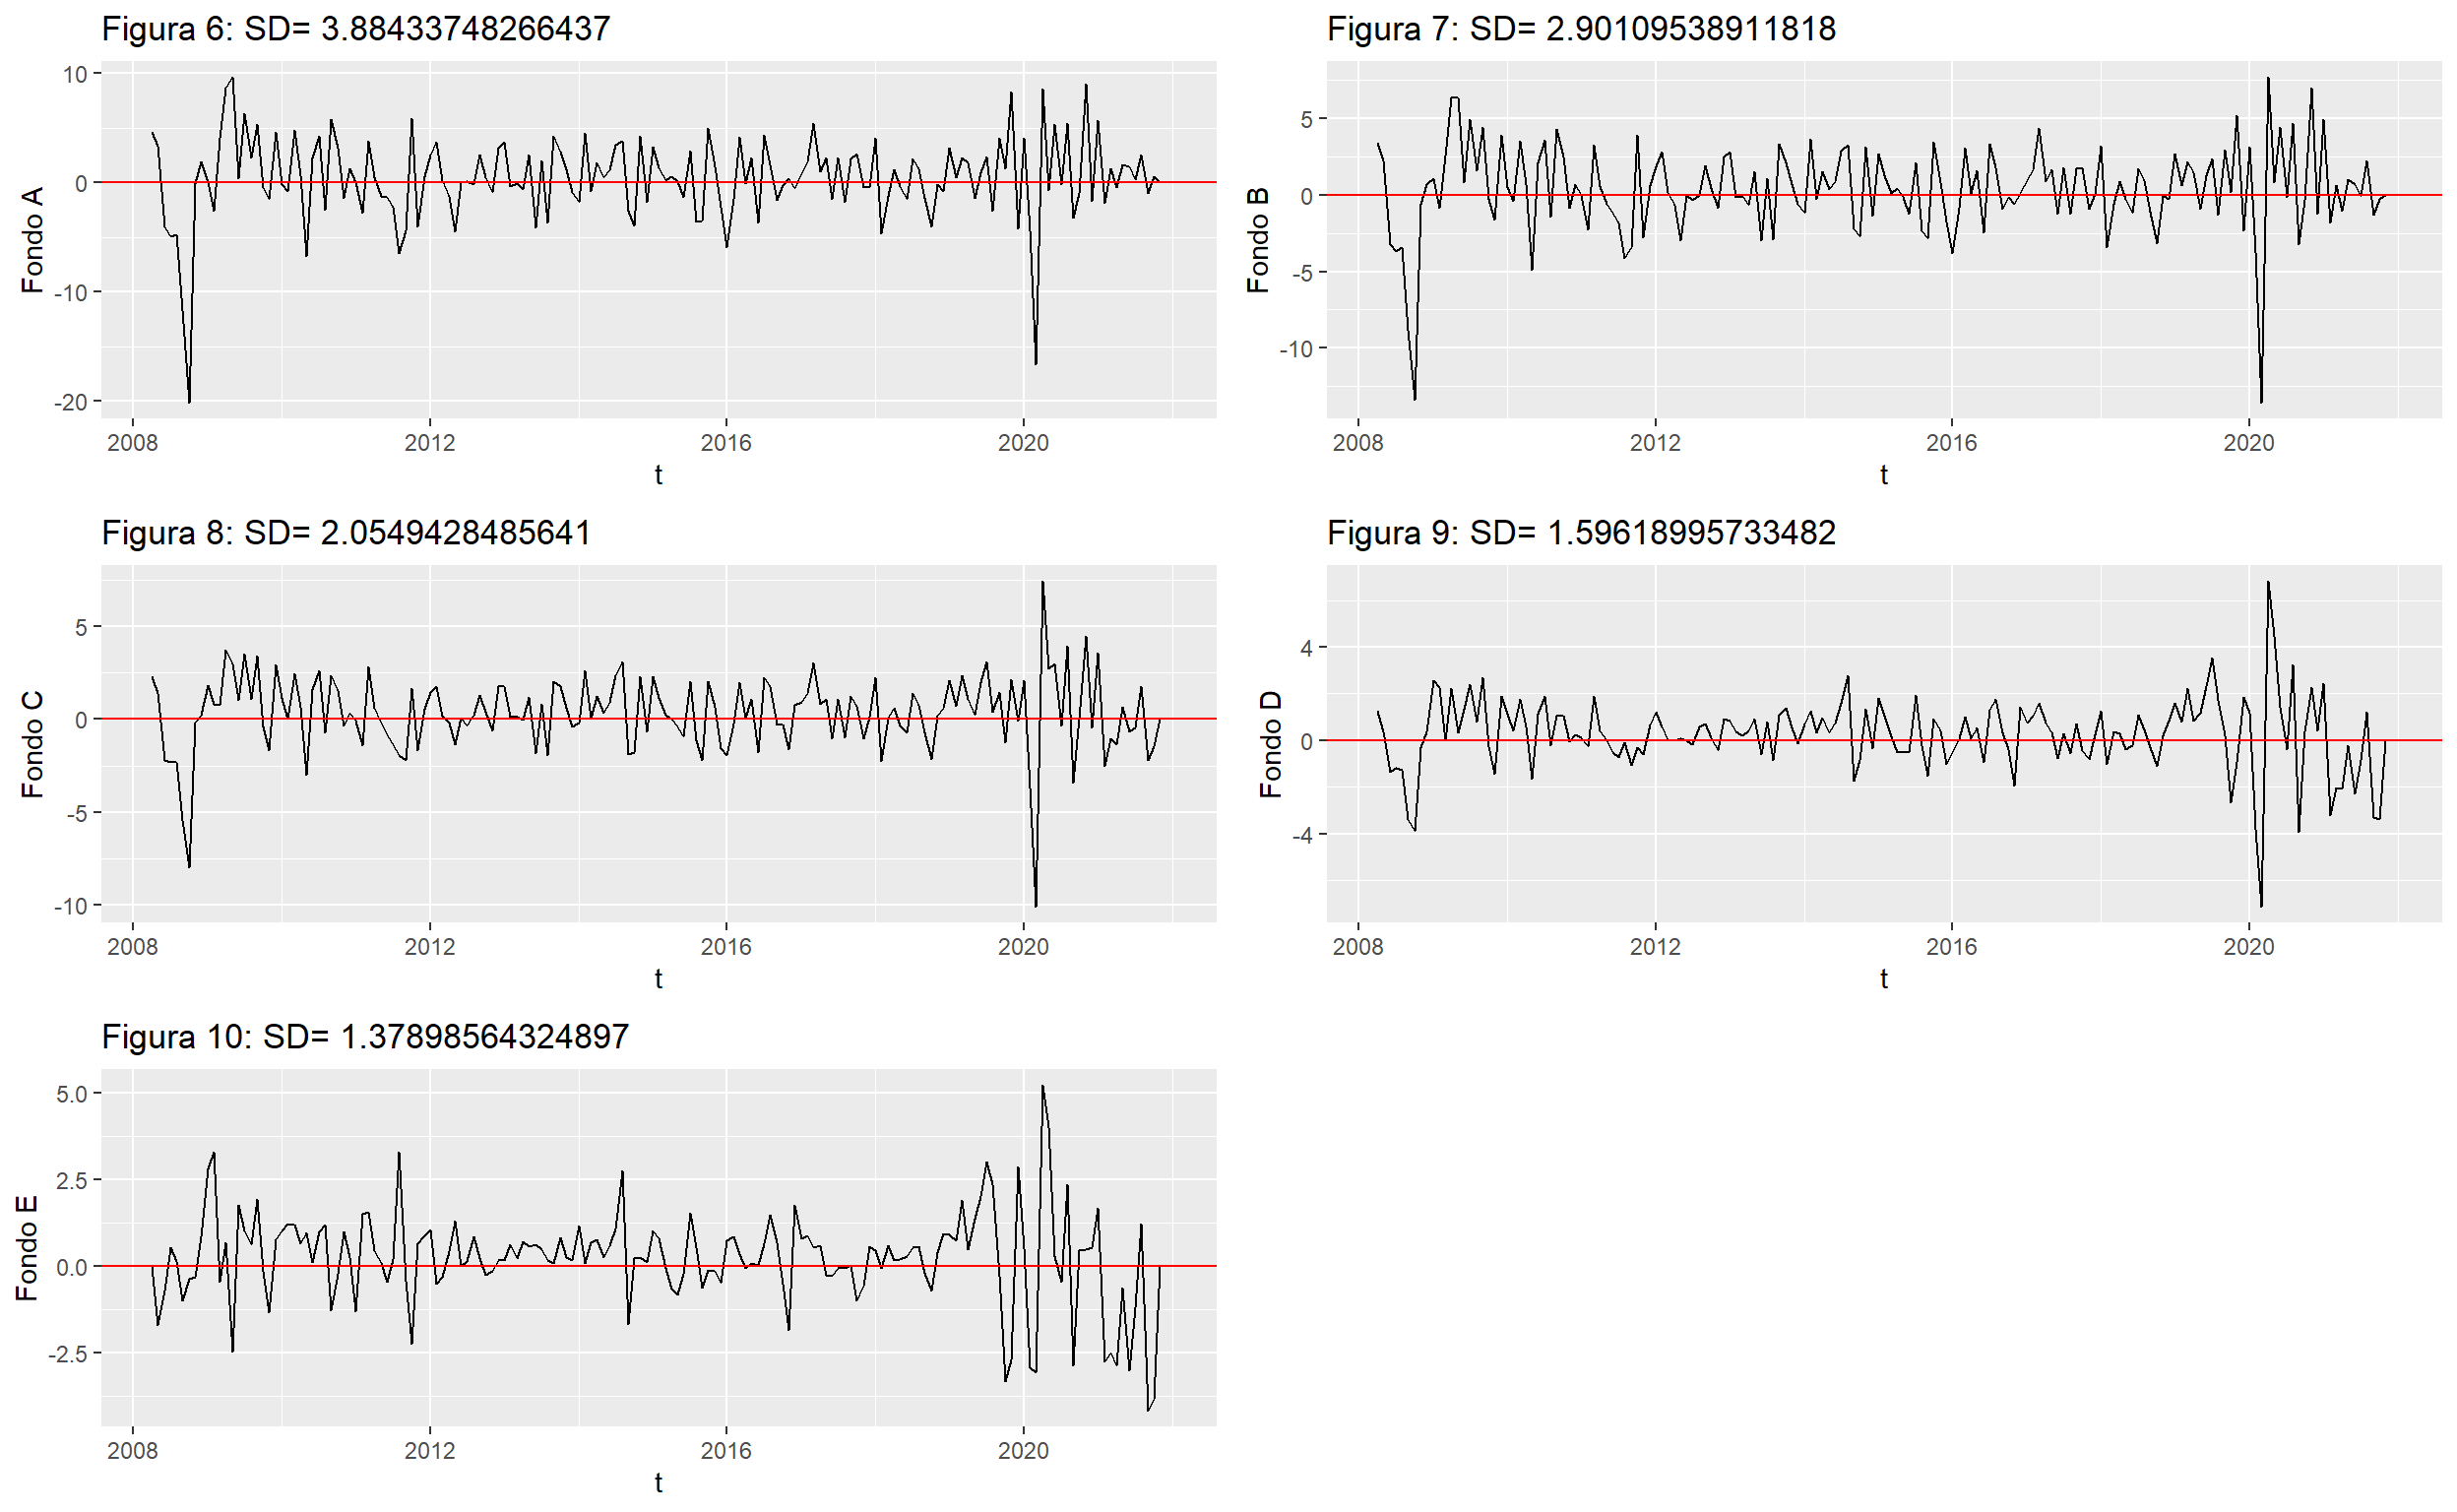 Figura 6: SD= 3.88433748266437
10
0
-10
-20
Fondo A
2008
2012
2016
2020
t
Figura 7: SD= 2.90109538911818
5
0
-5
-10
Fondo B
2008
2012
2016
2020
t
Figura 8: SD= 2.0549428485641
5
0
-5
-10
Fondo C
2008
2012
2016
2020
t
Figura 9: SD= 1.59618995733482
4
0
-4
Fondo D
2008
2012
2016
2020
t
Figura 10: SD= 1.37898564324897
5.0
2.5
0.0
-2.5
Fondo E
2008
2012
2016
2020
t